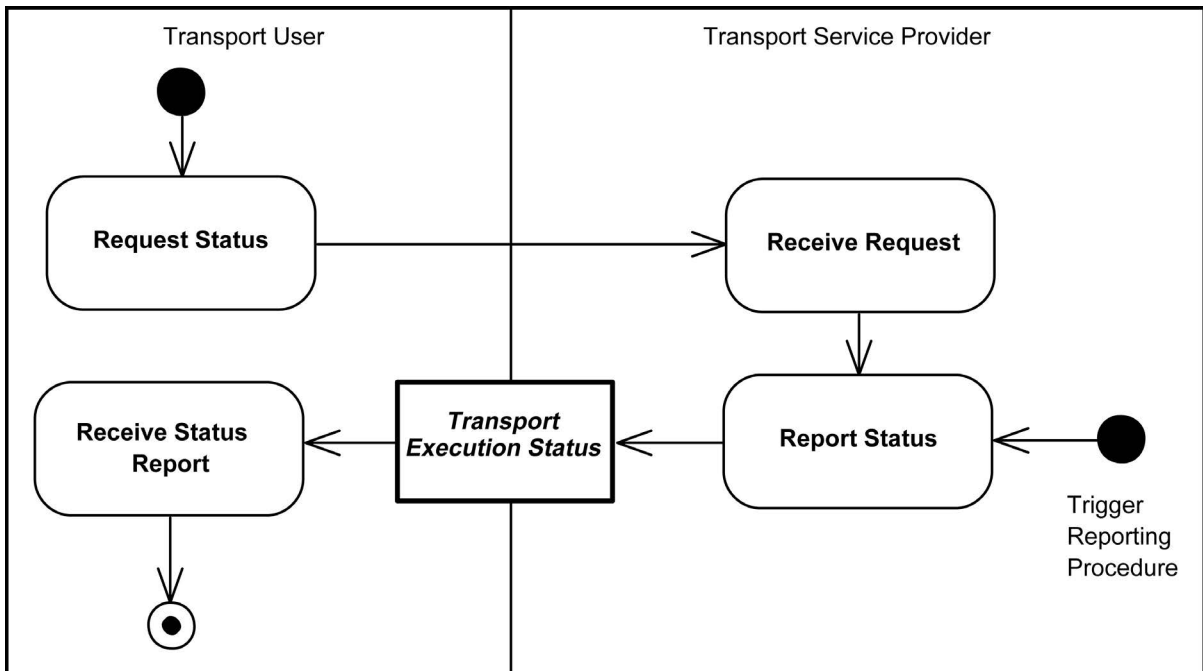 Transport User
Transport Service Provider
Request Status
Receive Request
Receive Status
Report
Transport
Execution Status
Report Status
Trigger
Reporting
Procedure